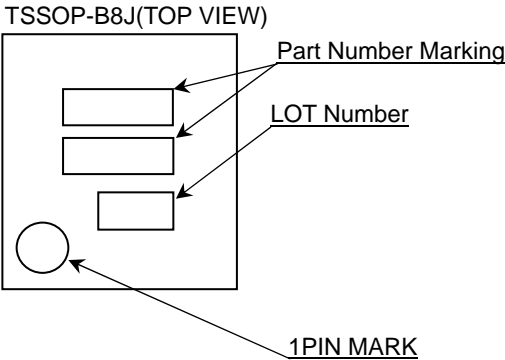 TSSOP-B8J(TOP VIEW)
Part Number Marking
LOT Number
1PIN MARK